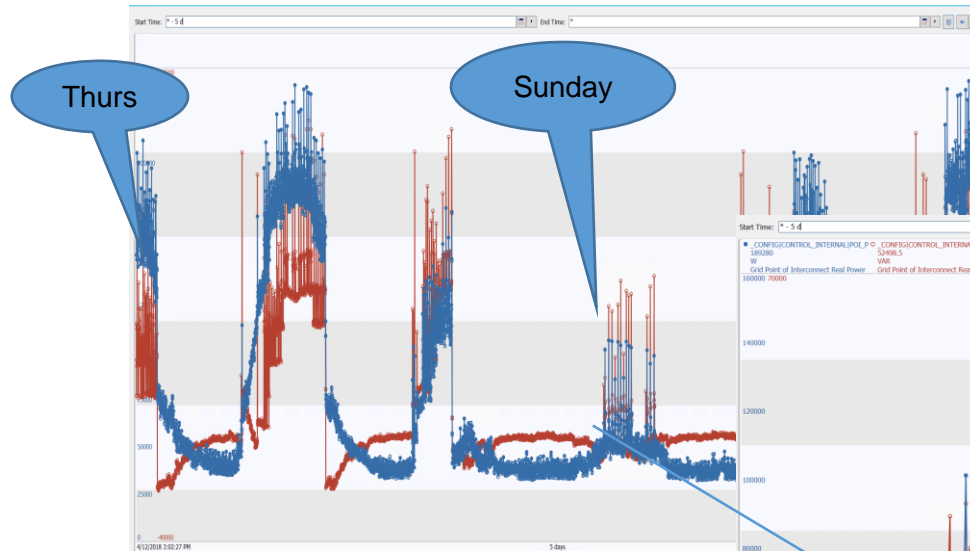 Start Time: * - 5 d
End Time: *
Thurs
Sunday
50000
25000
0 -40000
4/12/2018 3:02:27 PM
5 days
Start Time: * - 5 d
_CONFIG|CONTROL_INTERNAL|POI_P
_CONFIG|CONTROL_INTERNA
189280
52498.5
W
VAR
Grid Point of Interconnect Real Power
Grid Point of Interconnect Rea
160000 70000
140000
120000
100000
80000